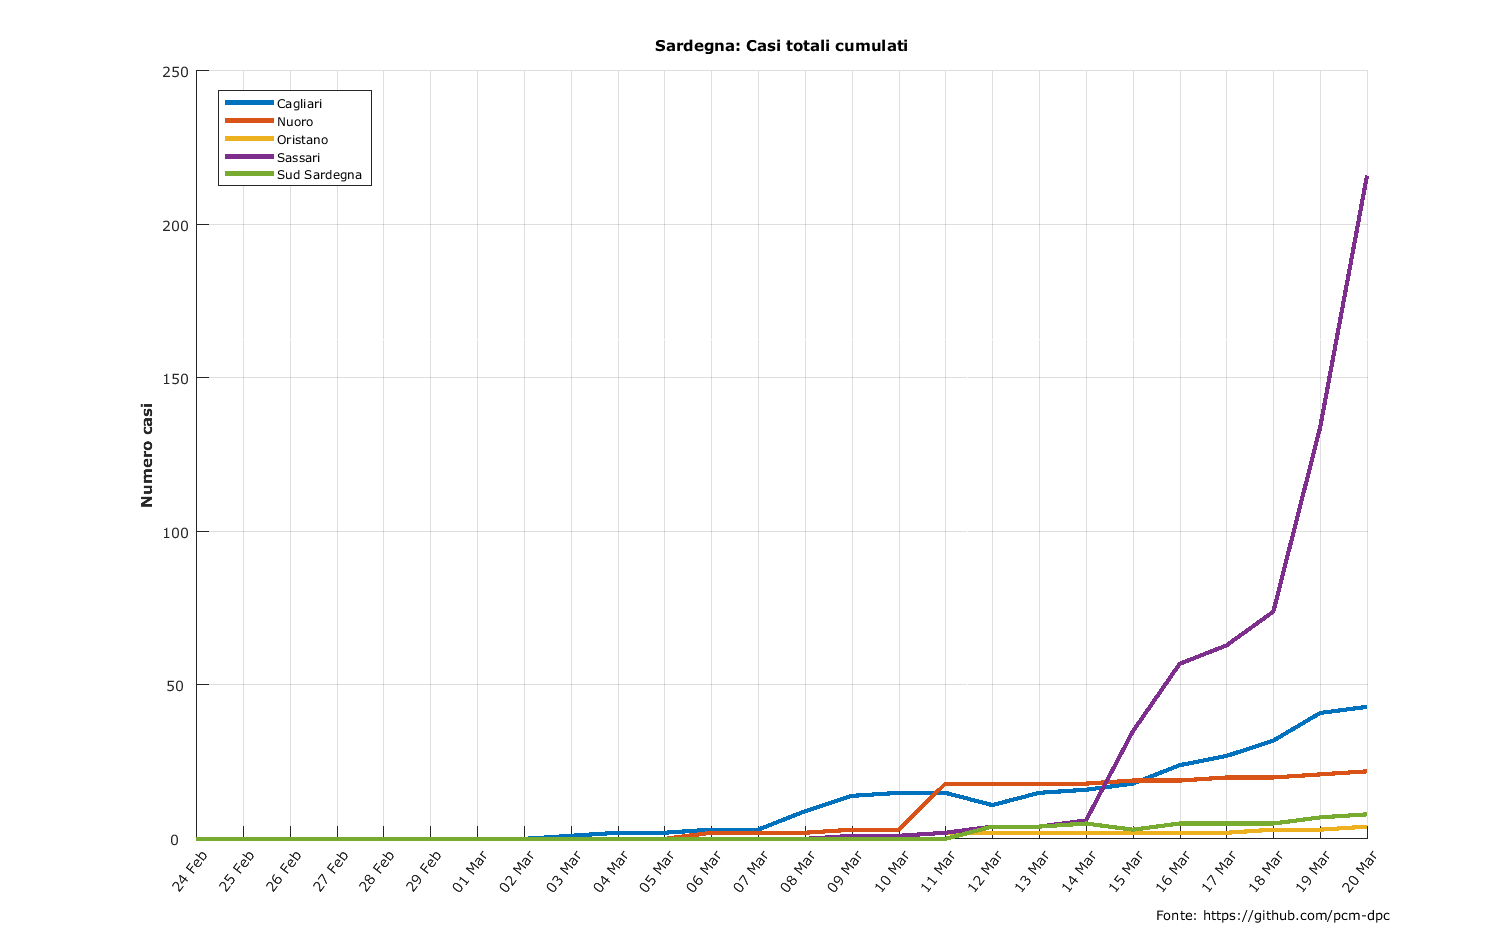 Sardegna: Casi totali cumulati
250
200
150
100
50
0
Numero casi
Cagliari
Nuoro
Oristano
Sassari
Sud Sardegna
24 Feb
25 Feb
26 Feb
27 Feb
28 Feb
29 Feb
01 Mar
02 Mar
03 Mar
04 Mar
05 Mar
06 Mar
07 Mar
08 Mar
09 Mar
10 Mar
11 Mar
12 Mar
13 Mar
14 Mar
15 Mar
16 Mar
17 Mar
18 Mar
19 Mar
20 Mar
Fonte: https://github.com/pcm-dpc